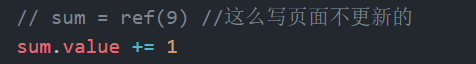 // sum = ref(9) //这么写页面不更新的
sum.value += 1